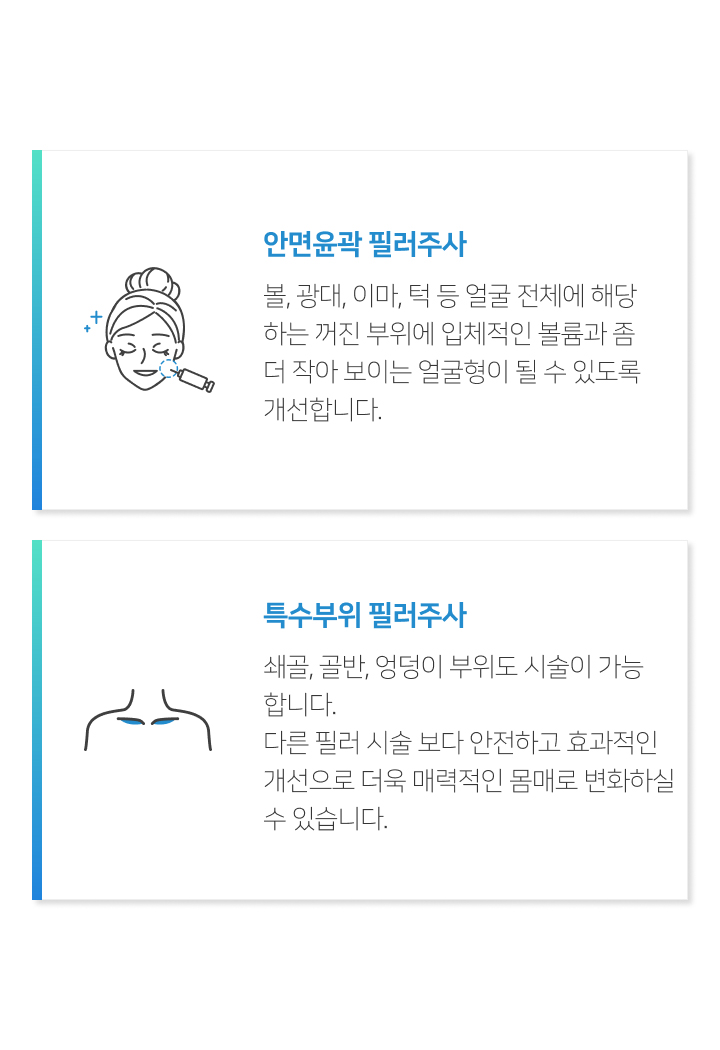 안면윤곽 필러주사
볼, 광대, 이마, 턱 등 얼굴 전체에 해당
하는 꺼진 부위에 입체적인 볼륨과 좀
더 작아 보이는 얼굴형이 될 수 있도록
개선합니다.
특수부위 필러주사
쇄골, 골반, 엉덩이 부위도 시술이 가능
합니다.
다른 필러 시술 보다 안전하고 효과적인
개선으로 더욱 매력적인 몸매로 변화하실
수 있습니다.